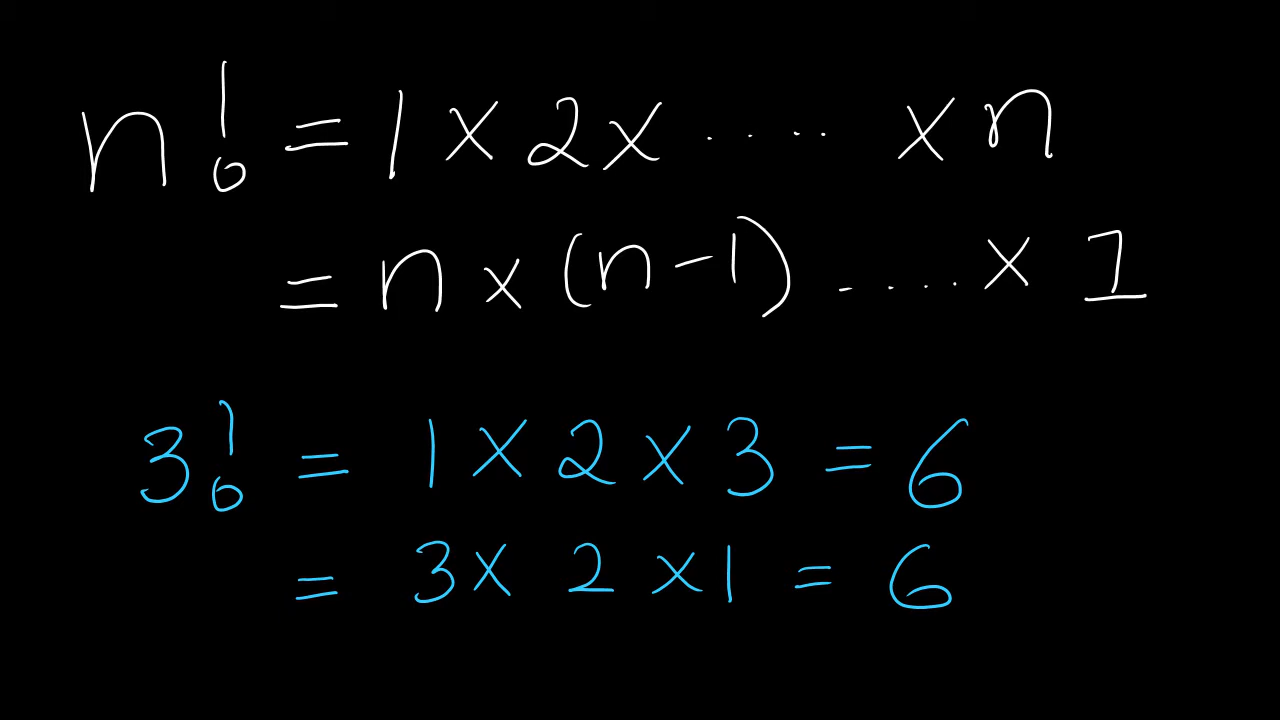 n! = 1 × 2 × ····· × n
= n × (n-1) ..... × 1
3! = 1 × 2 × 3 = 6
= 3 × 2 × 1 = 6